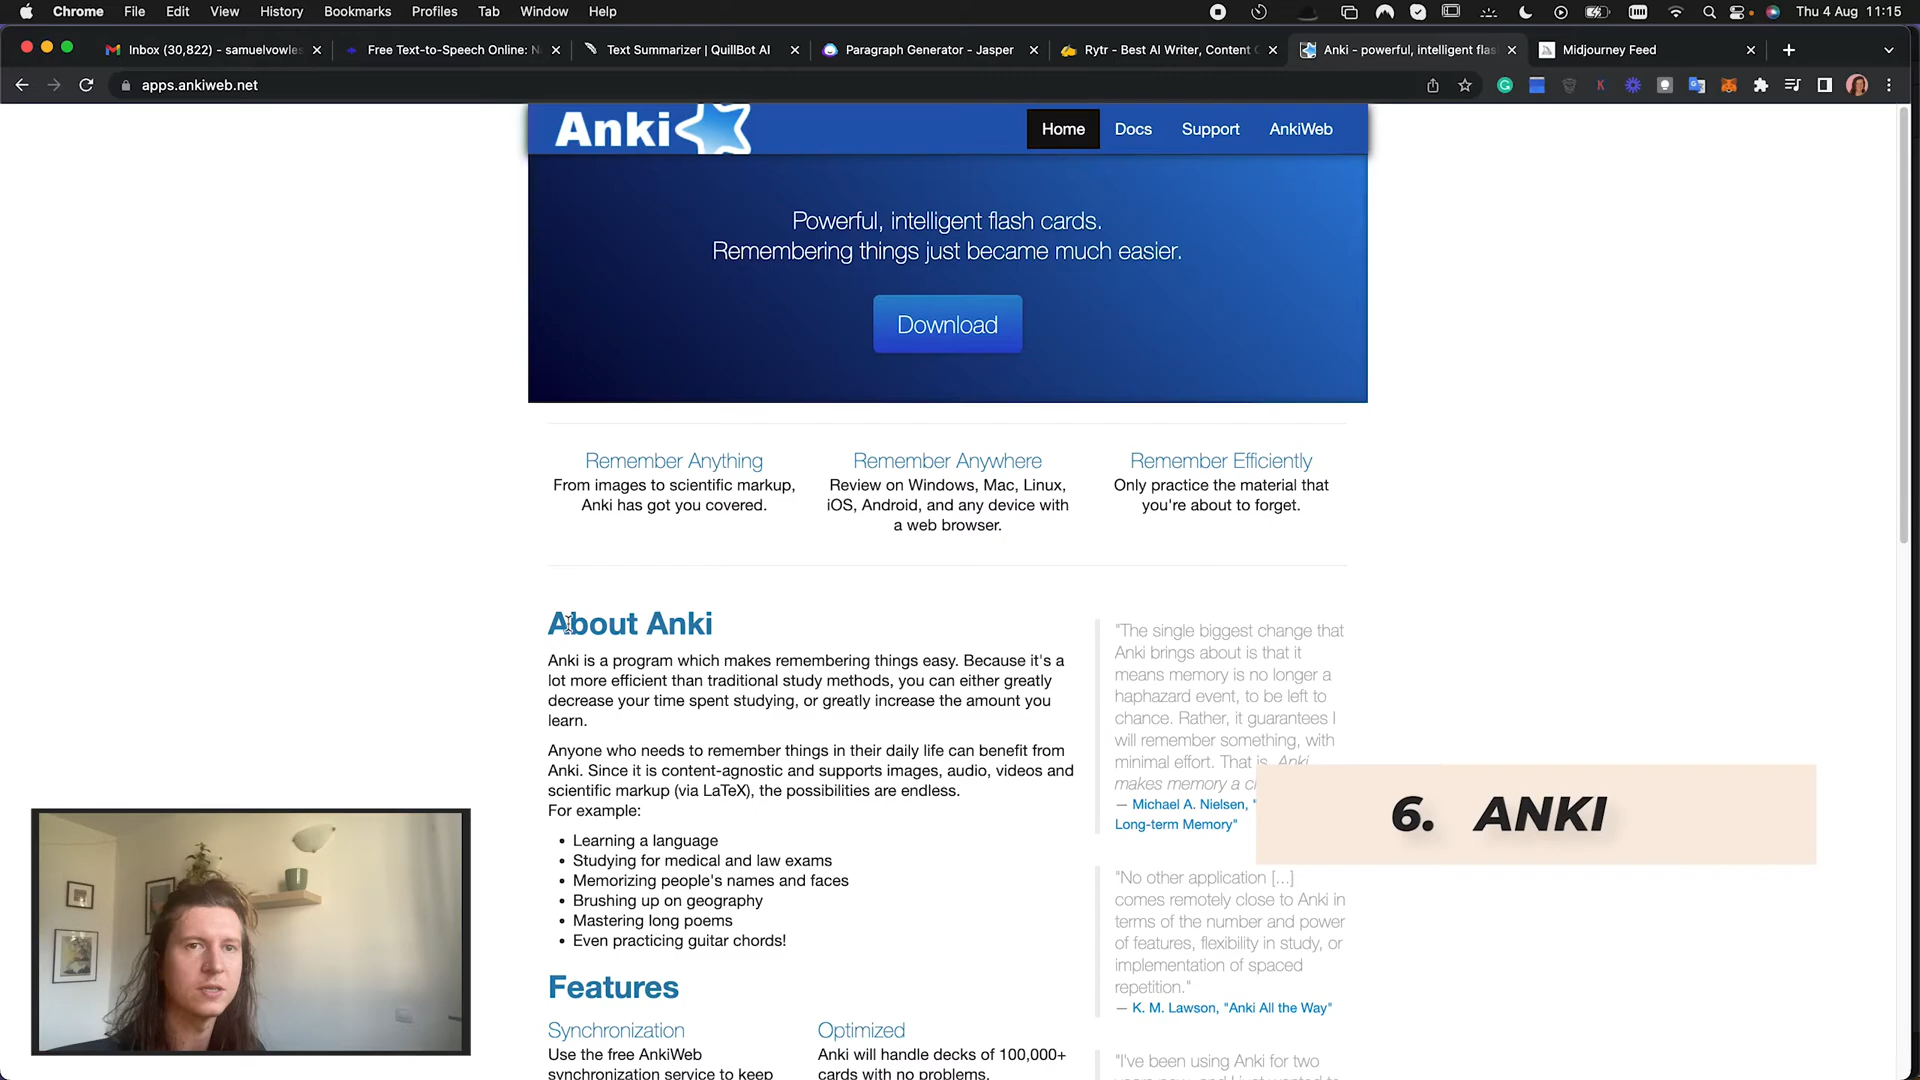 Chrome File Edit View History Bookmarks Profiles Tab Window Help Thu 4 Aug 11:15
Inbox (30,822) - samuelvowles
Free Text-to-Speech Online: N
Text Summarizer | QuillBot AI
Paragraph Generator - Jasper
Rytr - Best AI Writer, Content
Anki - powerful, intelligent flas
Midjourney Feed
apps.ankiweb.net
Anki
Home Docs Support AnkiWeb
Powerful, intelligent flash cards.
Remembering things just became much easier.
Download
Remember Anything
From images to scientific markup,
Anki has got you covered.
Remember Anywhere
Review on Windows, Mac, Linux,
iOS, Android, and any device with
a web browser.
Remember Efficiently
Only practice the material that
you're about to forget.
About Anki
Anki is a program which makes remembering things easy. Because it's a
lot more efficient than traditional study methods, you can either greatly
decrease your time spent studying, or greatly increase the amount you
learn.
Anyone who needs to remember things in their daily life can benefit from
Anki. Since it is content-agnostic and supports images, audio, videos and
scientific markup (via LaTeX), the possibilities are endless.
For example:
• Learning a language
• Studying for medical and law exams
• Memorizing people's names and faces
• Brushing up on geography
• Mastering long poems
• Even practicing guitar chords!
Features
Synchronization
Use the free AnkiWeb
synchronization service to keep
Optimized
Anki will handle decks of 100,000+
cards with no problems.
"The single biggest change that
Anki brings about is that it
means memory is no longer a
haphazard event, to be left to
chance. Rather, it guarantees I
will remember something, with
minimal effort. That is, Anki
makes memory a c
— Michael A. Nielsen, "
Long-term Memory"
"No other application [...]
comes remotely close to Anki in
terms of the number and power
of features, flexibility in study, or
implementation of spaced
repetition."
— K. M. Lawson, "Anki All the Way"
"I've been using Anki for two
6. ANKI